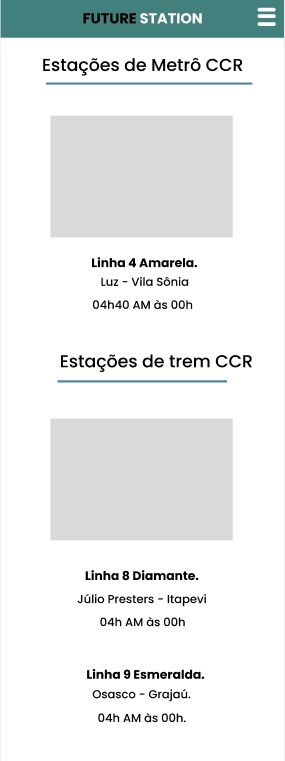 FUTURE STATION
Estações de Metrô CCR
Linha 4 Amarela.
Luz - Vila Sônia
04h40 AM às 00h
Estações de trem CCR
Linha 8 Diamante.
Júlio Presters - Itapevi
04h AM às 00h
Linha 9 Esmeralda.
Osasco - Grajaú.
04h AM às 00h.